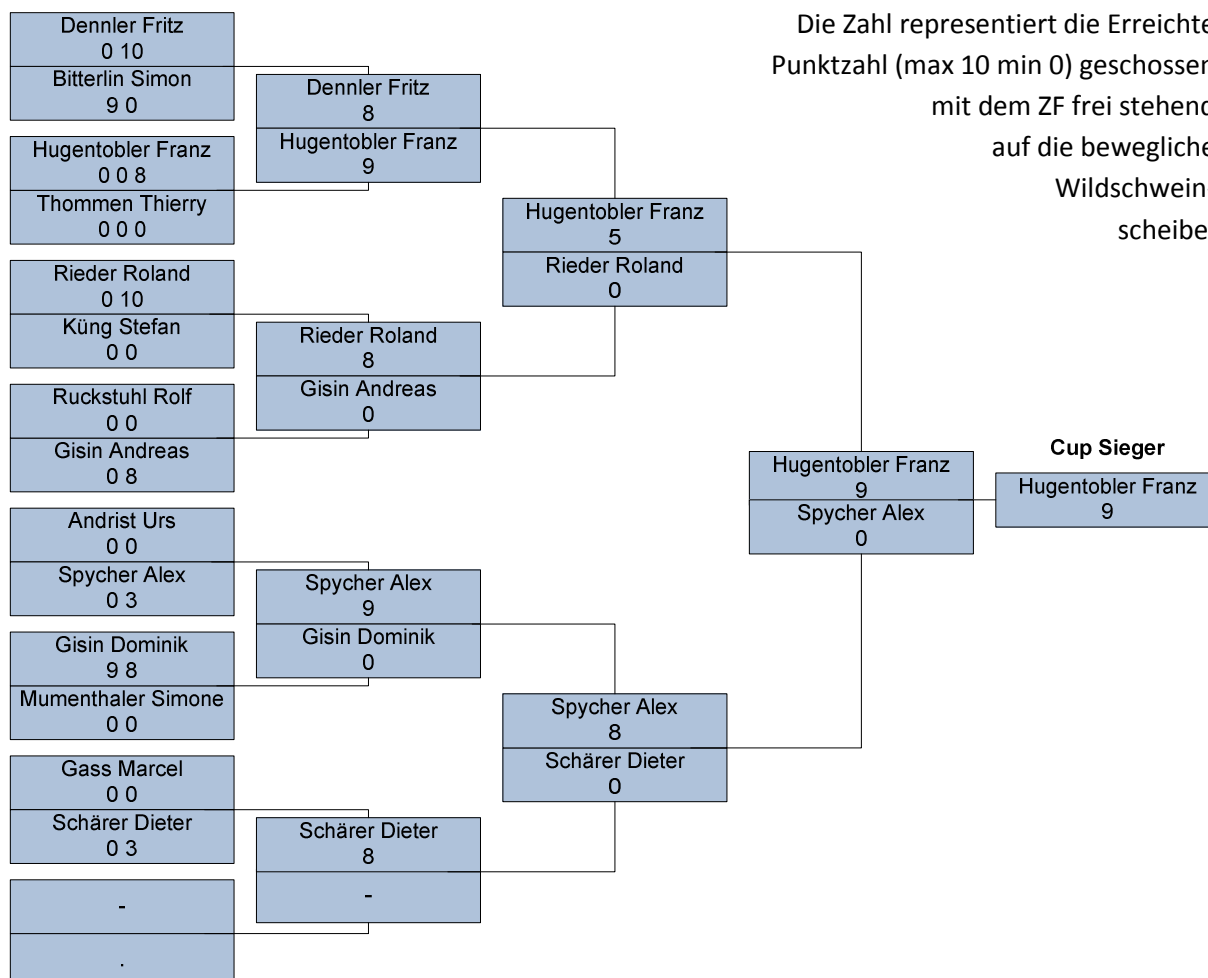 Die Zahl representiert die Erreichte
Punktzahl (max 10 min 0) geschossen
mit dem ZF frei stehend
auf die bewegliche
Wildschwein
scheibe
Dennler Fritz
0 10
Bitterlin Simon
9 0
Hugentobler Franz
0 0 8
Thommen Thierry
0 0 0
Rieder Roland
0 10
Küng Stefan
0 0
Ruckstuhl Rolf
0 0
Gisin Andreas
0 8
Andrist Urs
0 0
Spycher Alex
0 3
Gisin Dominik
9 8
Mumenthaler Simone
0 0
Gass Marcel
0 0
Schärer Dieter
0 3
-
.
Dennler Fritz
8
Hugentobler Franz
9
Rieder Roland
8
Gisin Andreas
0
Spycher Alex
9
Gisin Dominik
0
Schärer Dieter
8
-
Hugentobler Franz
5
Rieder Roland
0
Spycher Alex
8
Schärer Dieter
0
Hugentobler Franz
9
Spycher Alex
0
Cup Sieger
Hugentobler Franz
9